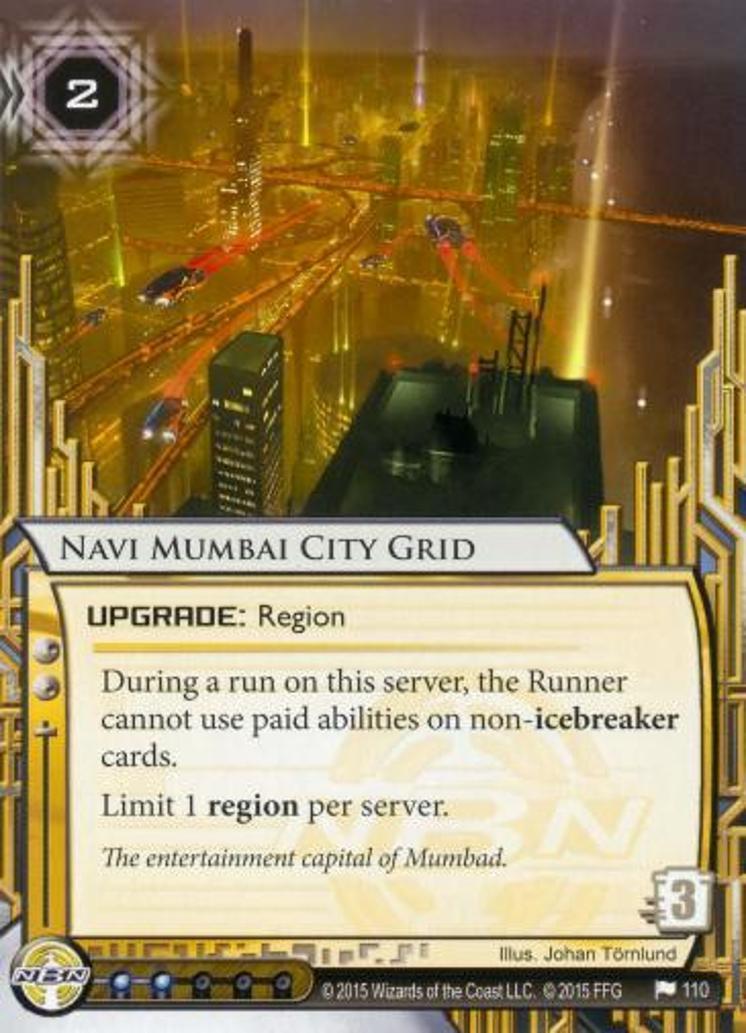 2
NAVI MUMBAI CITY GRID
UPGRADE: Region
During a run on this server, the Runner
cannot use paid abilities on non-icebreaker
cards.
Limit 1 region per server.
The entertainment capital of Mumbad.
NBN
3
Illus. Johan Törnlund
NBN
© 2015 Wizards of the Coast LLC. © 2015 FFG
110